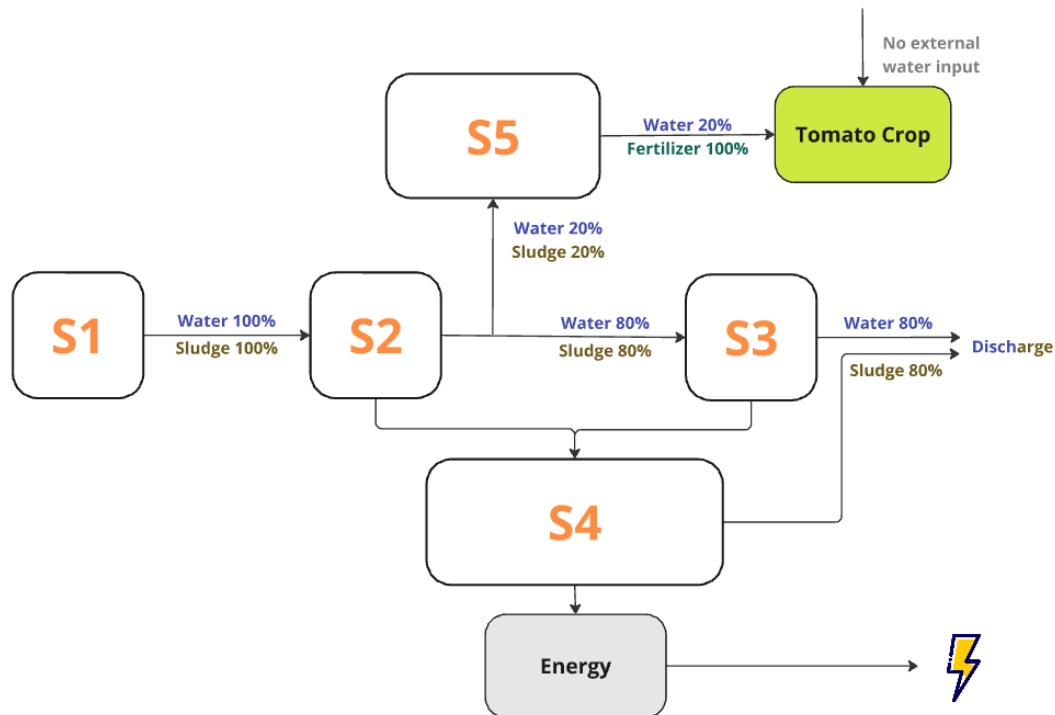 No external
water input
S5
Water 20%
Fertilizer 100%
Tomato Crop
Water 20%
Sludge 20%
S1
Water 100%
Sludge 100%
S2
Water 80%
Sludge 80%
S3
Water 80%
Discharge
Sludge 80%
S4
Energy